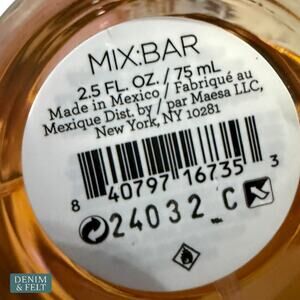 MIX:BAR
2.5 FL. OZ. / 75 mL
Made in Mexico / Fabriqué au
Mexique Dist. by / par Maesa LLC,
New York, NY 10281
8 40797 16735 3
24032 C
DENIM
& FELT